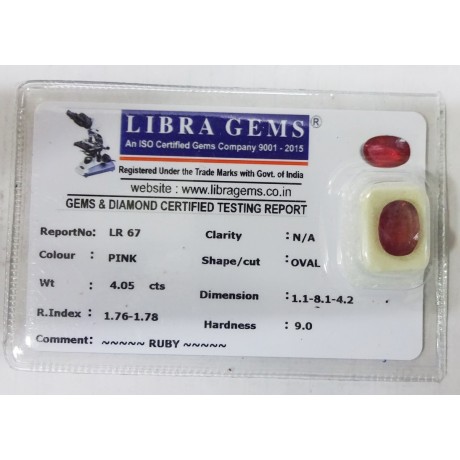 LIBRA GEMS®
An ISO Certified Gems Company 9001 - 2015
Registered Under the Trade Marks with Govt. of India
website : www.libragems.co.in
GEMS & DIAMOND CERTIFIED TESTING REPORT
ReportNo: LR 67 Clarity : N/A
Colour : PINK Shape/cut : OVAL
Wt : 4.05 cts Dimension : 1.1-8.1-4.2
R.Index : 1.76-1.78 Hardness : 9.0
Comment: ~~~~~ RUBY ~~~~~